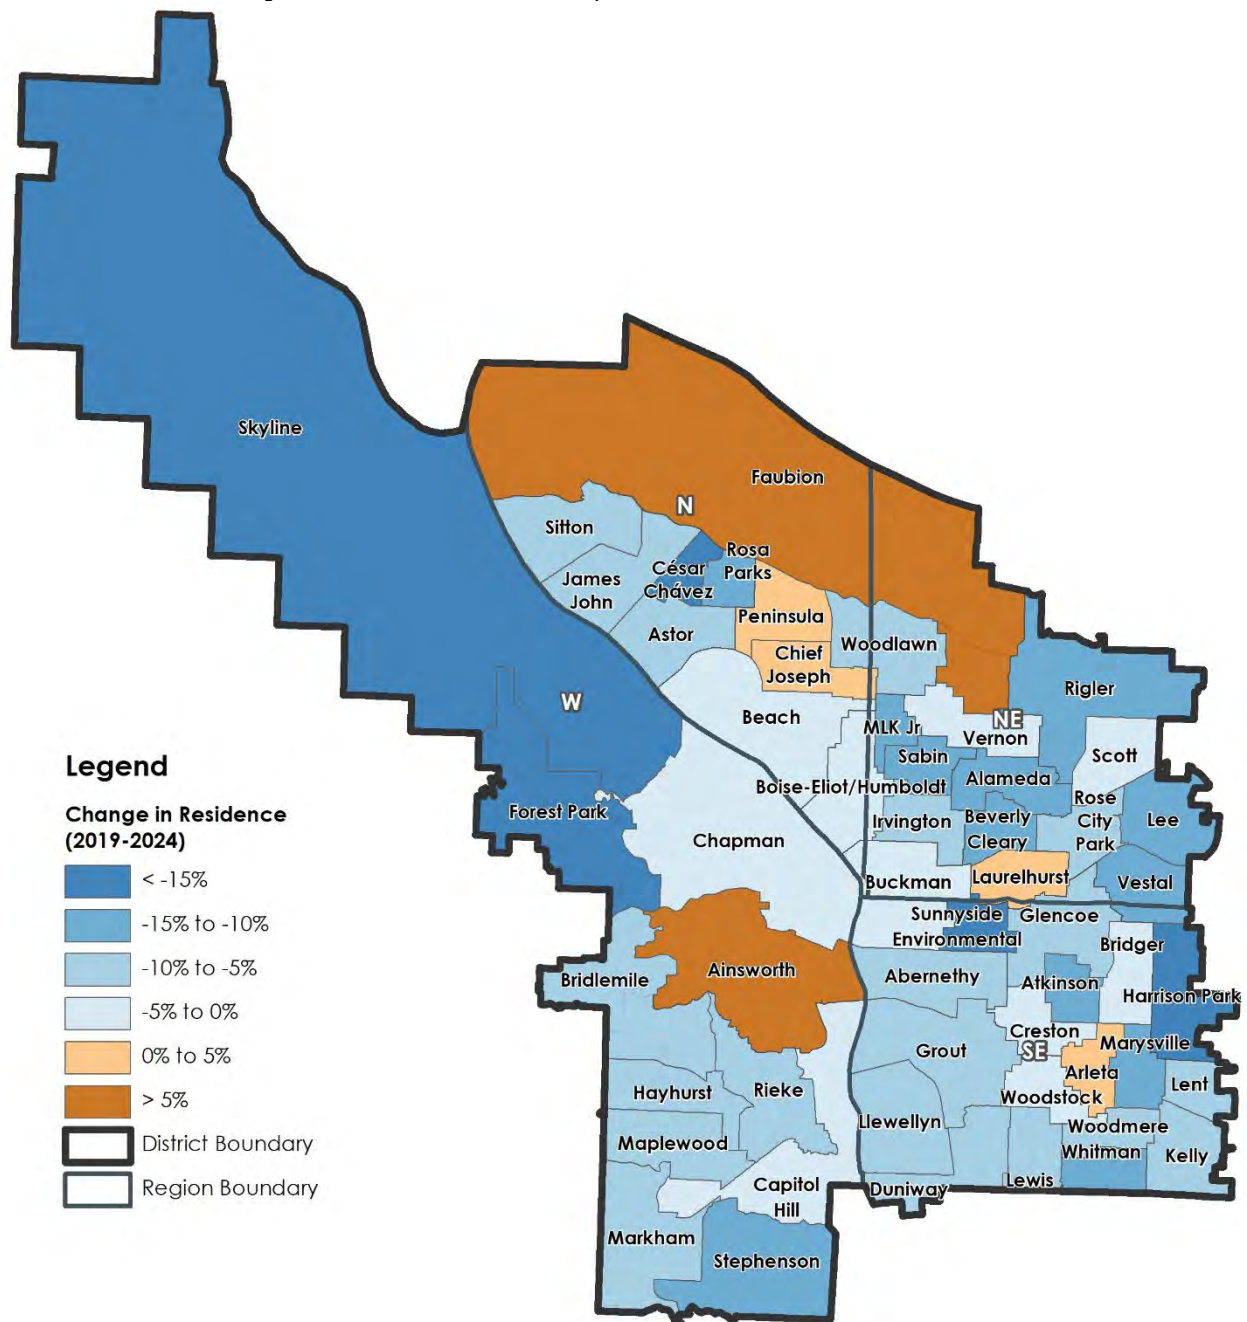 Skyline
Faubion
N
Sitton
Rosa
Parks
César
Chávez
James
John
Peninsula
Astor
Woodlawn
Chief
Joseph
Rigler
W
Beach
NE
MLK Jr
Vernon
Scott
Sabin
Alameda
Boise-Eliot/Humboldt
Rose
City
Park
Forest Park
Irvington
Beverly
Cleary
Lee
Chapman
Laurelhurst
Buckman
Vestal
Sunnyside
Environmental
Glencoe
Bridger
Ainsworth
Bridlemile
Abernethy
Atkinson
Harrison Park
Creston
Marysville
Grout
SE
Arleta
Lent
Hayhurst
Rieke
Woodstock
Llewellyn
Woodmere
Maplewood
Whitman
Kelly
Lewis
Capitol
Hill
Duniway
Markham
Stephenson
Legend
Change in Residence
(2019-2024)
< -15%
-15% to -10%
-10% to -5%
-5% to 0%
0% to 5%
> 5%
District Boundary
Region Boundary